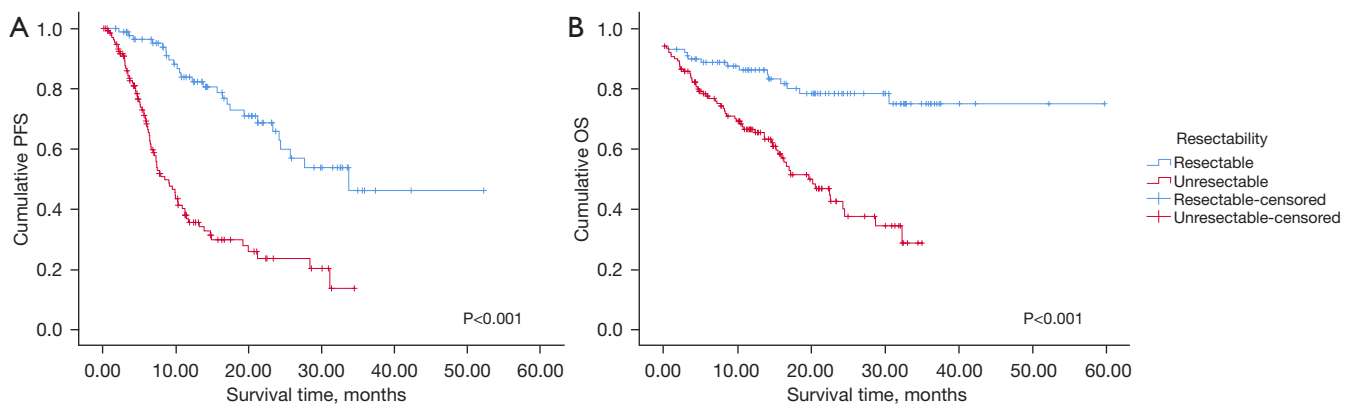 A
Cumulative PFS
1.0
0.8
0.6
0.4
0.2
0.0
P<0.001
0.00 10.00 20.00 30.00 40.00 50.00 60.00
Survival time, months
B
Cumulative OS
1.0
0.8
0.6
0.4
0.2
0.0
P<0.001
0.00 10.00 20.00 30.00 40.00 50.00 60.00
Survival time, months
Resectability
Resectable
Unresectable
Resectable-censored
Unresectable-censored